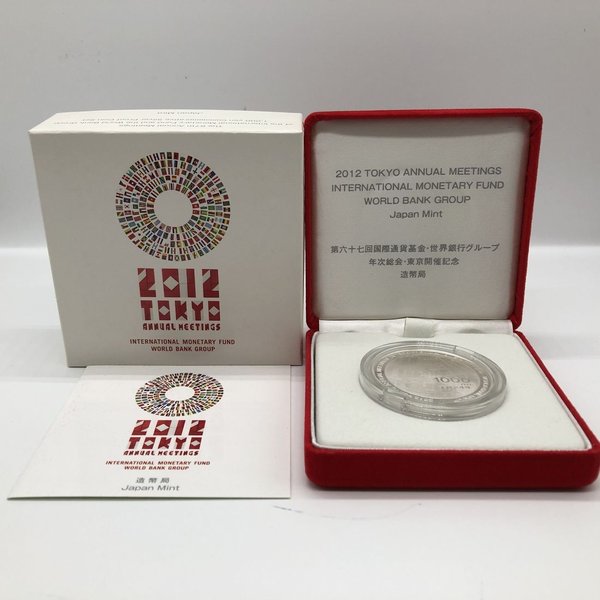 2012
TOKYO
ANNUAL MEETINGS
INTERNATIONAL MONETARY FUND
WORLD BANK GROUP
2012
TOKYO
ANNUAL MEETINGS
INTERNATIONAL MONETARY FUND
WORLD BANK GROUP
造幣局
Japan Mint
2012 TOKYO ANNUAL MEETINGS
INTERNATIONAL MONETARY FUND
WORLD BANK GROUP
Japan Mint
第六十七回国際通貨基金・世界銀行グループ
年次総会・東京開催記念
造幣局
1000